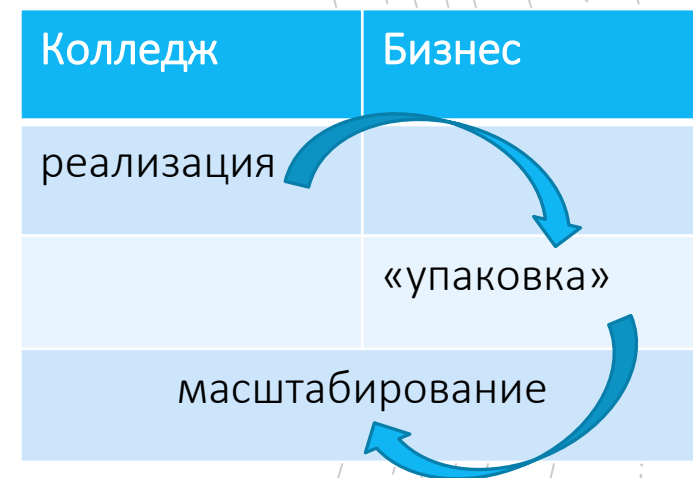 Колледж
Бизнес
реализация
«упаковка»
масштабирование